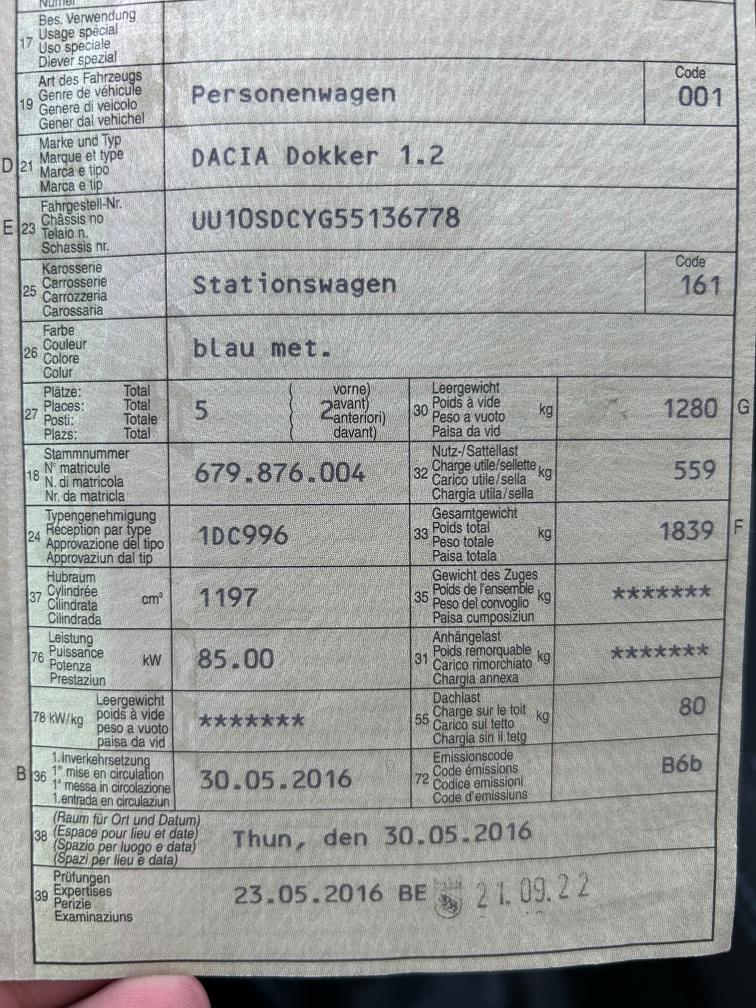 Bes. Verwendung
17 Usage spécial
Uso speciale
Diever spezial
Art des Fahrzeugs
19 Genre de véhicule
Genere di veicolo
Gener dal vehichel
Personenwagen
Code
001
Marke und Typ
D 21 Marque et type
Marca e tipo
Marca e tip
DACIA Dokker 1.2
Fahrgestell-Nr.
E 23 Châssis no
Telaio n.
Schassis nr.
UU10SDCYG55136778
Karosserie
25 Carrosserie
Carrozzeria
Carossaria
Stationswagen
Code
161
Farbe
26 Couleur
Colore
Colur
blau met.
Plätze: Total
27 Places: Total
Posti: Totale
Plazs: Total
5
( vorne)
2 avant)
anteriori)
( davant)
Leergewicht
30 Poids à vide kg
Peso a vuoto
Paisa da vid
1280 G
Stammnummer
18 N° matricule
N. di matricola
Nr. da matricla
679.876.004
Nutz-/Sattellast
32 Charge utile/sellette kg
Carico utile/sella
Chargia utila/sella
559
Typengenehmigung
24 Réception par type
Approvazione del tipo
Approvaziun dal tip
1DC996
Gesamtgewicht
33 Poids total kg
Peso totale
Paisa totala
1839 F
Hubraum
37 Cylindrée cm³
Cilindrata
Cilindrada
1197
Gewicht des Zuges
35 Poids de l'ensemble kg
Peso del convoglio
Paisa cumposiziun
*******
Leistung
76 Puissance kW
Potenza
Prestaziun
85.00
Anhängelast
31 Poids remorquable kg
Carico rimorchiato
Chargia annexa
*******
Leergewicht
78 kW/kg poids à vide
peso a vuoto
paisa da vid
*******
Dachlast
55 Charge sur le toit kg
Carico sul tetto
Chargia sin il tetg
80
1.Inverkehrsetzung
B 36 1re mise en circulation
1a messa in circolazione
1.entrada en circulaziun
30.05.2016
Emissionscode
72 Code émissions
Codice emissioni
Code d'emissiuns
B6b
(Raum für Ort und Datum)
38 (Espace pour lieu et date)
(Spazio per luogo e data)
(Spazi per lieu e data)
Thun, den 30.05.2016
Prüfungen
39 Expertises
Perizie
Examinaziuns
23.05.2016 BE 21.09.22